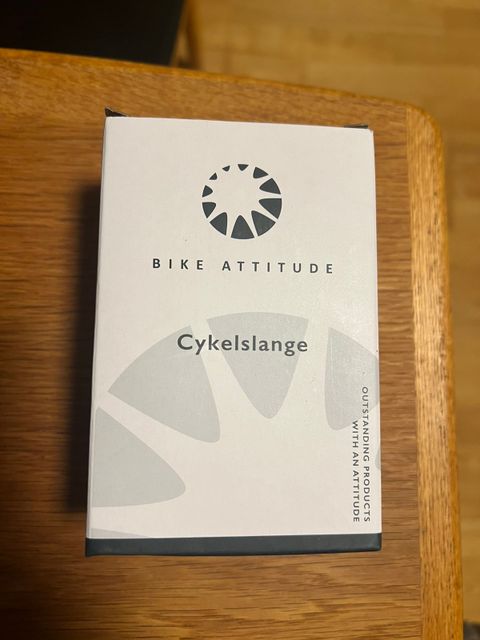 BIKE ATTITUDE
Cykelslange
OUTSTANDING PRODUCTS
WITH AN ATTITUDE